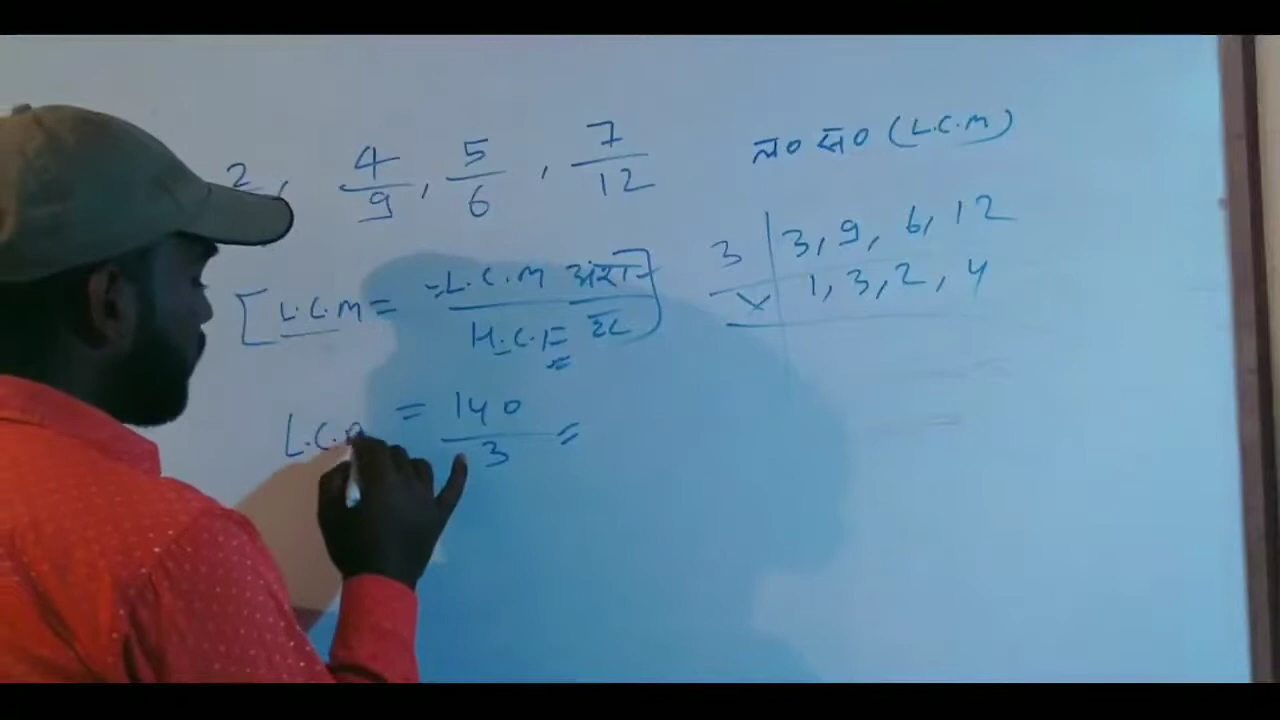 2, 4/9, 5/6, 7/12
ल० स० (L.C.M)
[L.C.M = L.C.M अंश / H.C.F हर]
3 | 3, 9, 6, 12
× 1, 3, 2, 4
L.C.M = 140/3 =